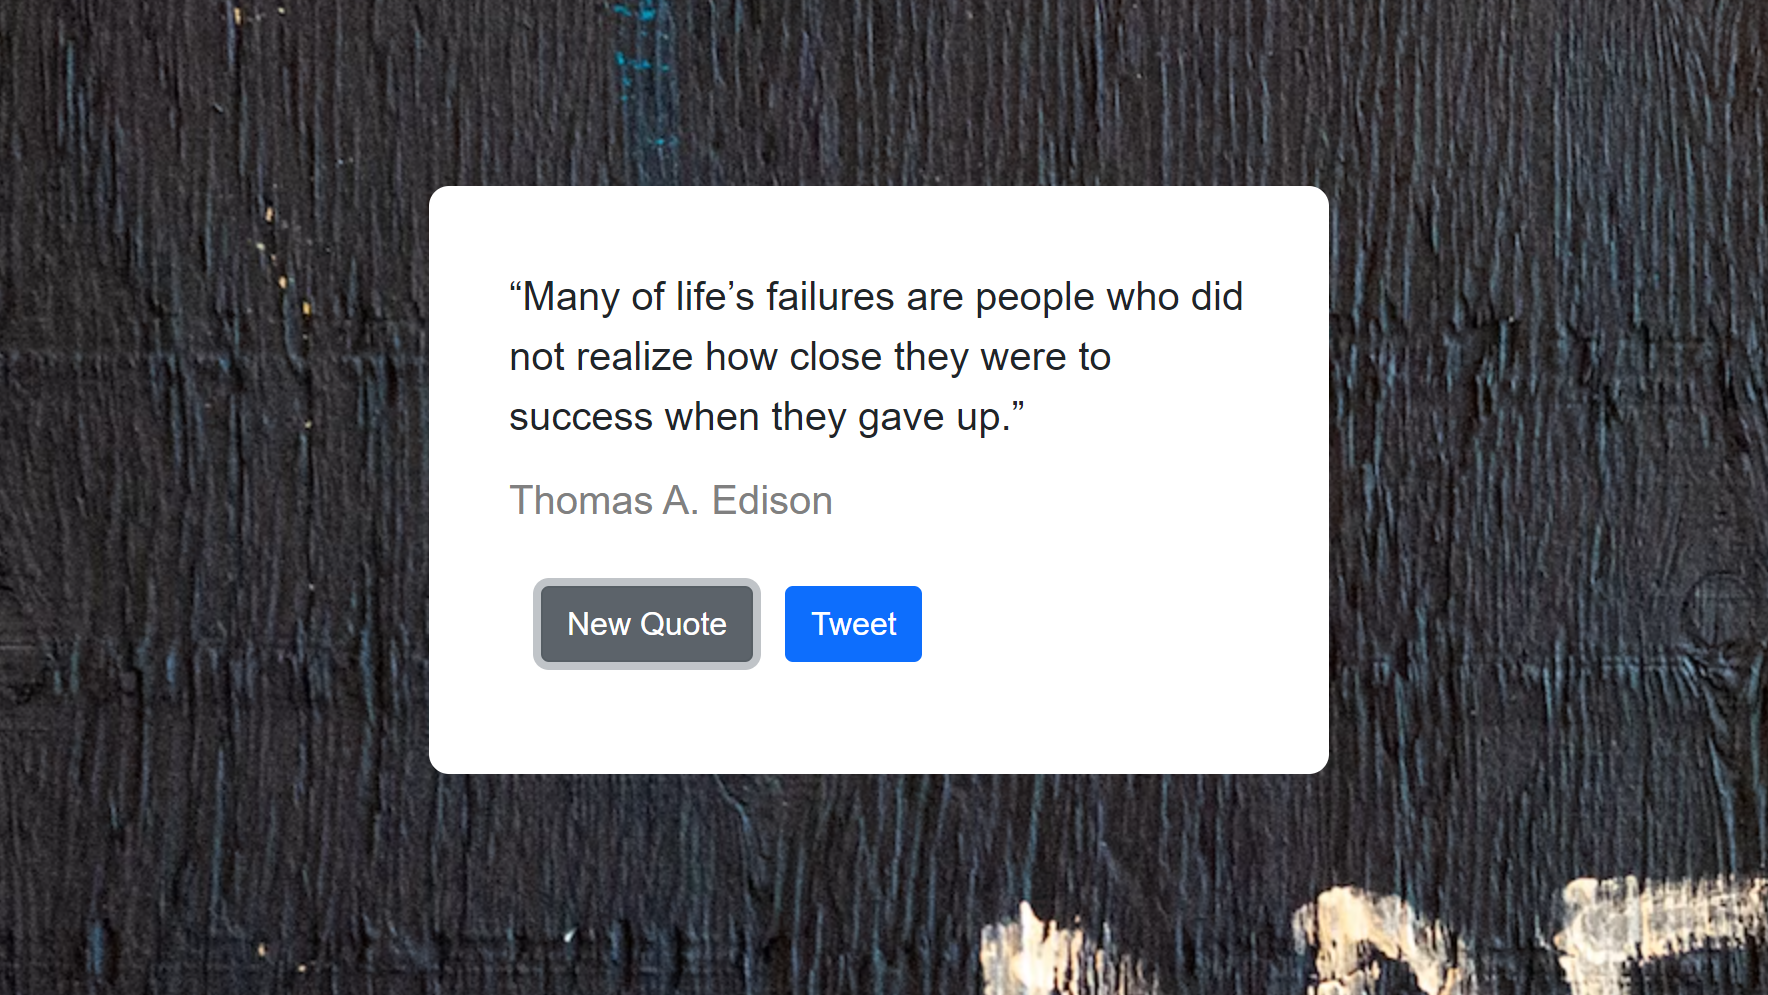 “Many of life’s failures are people who did
not realize how close they were to
success when they gave up.”
Thomas A. Edison
New Quote
Tweet